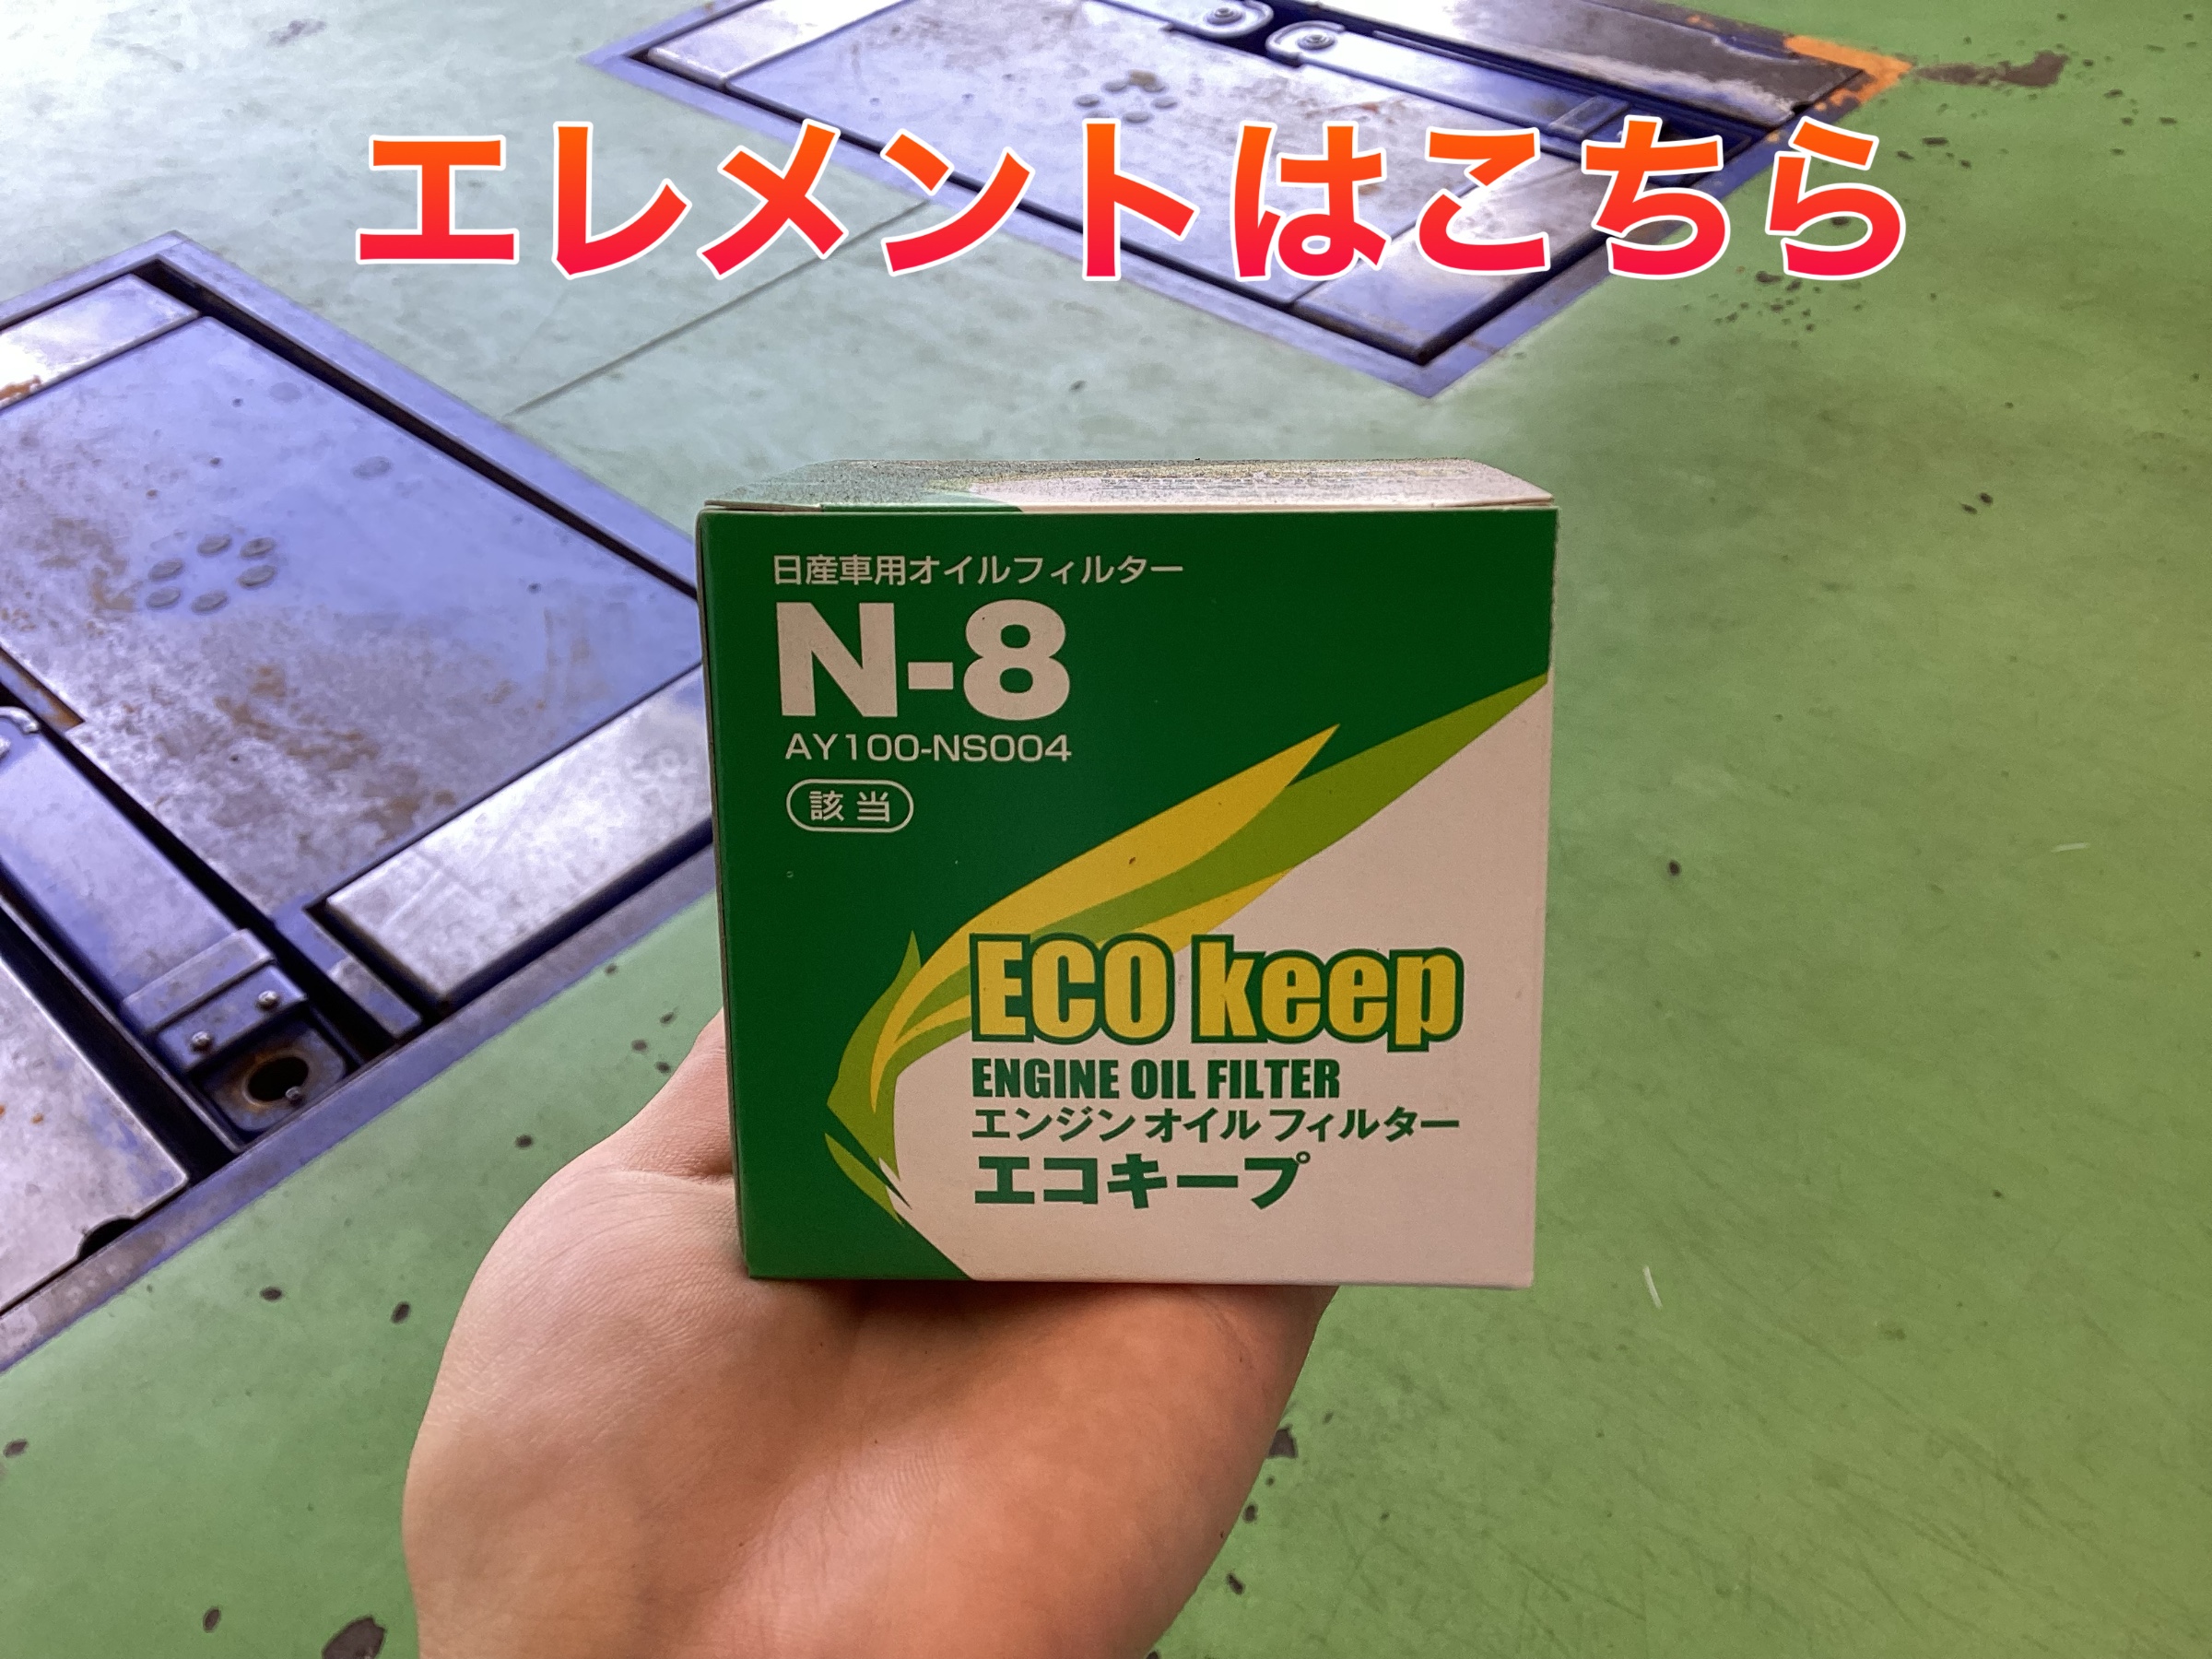 エレメントはこちら
日産車用オイルフィルター
N-8
AY100-NS004
該当
ECO keep
ENGINE OIL FILTER
エンジン オイル フィルター
エコキープ